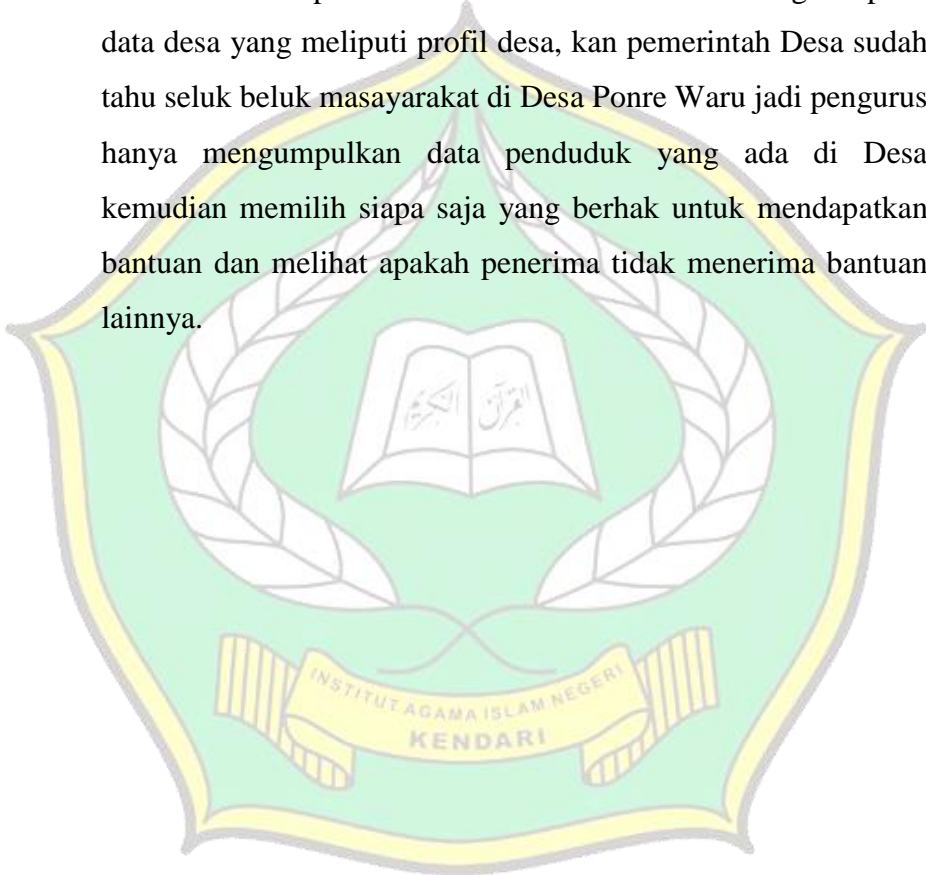 data desa yang meliputi profil desa, kan pemerintah Desa sudah
tahu seluk beluk masayarakat di Desa Ponre Waru jadi pengurus
hanya mengumpulkan data penduduk yang ada di Desa
kemudian memilih siapa saja yang berhak untuk mendapatkan
bantuan dan melihat apakah penerima tidak menerima bantuan
lainnya.
القرآن
الكريم
INSTITUT AGAMA ISLAM NEGERI
KENDARI